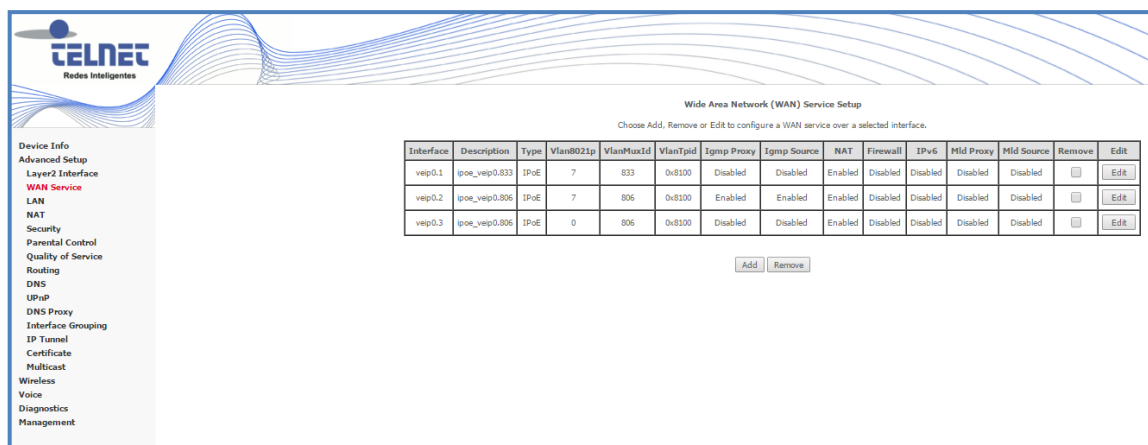 TELNET
Redes Inteligentes
Device Info
Advanced Setup
Layer2 Interface
WAN Service
LAN
NAT
Security
Parental Control
Quality of Service
Routing
DNS
UPnP
DNS Proxy
Interface Grouping
IP Tunnel
Certificate
Multicast
Wireless
Voice
Diagnostics
Management
Wide Area Network (WAN) Service Setup
Choose Add, Remove or Edit to configure a WAN service over a selected interface.
Interface Description Type Vlan8021p VlanMuxId VlanTpid Igmp Proxy Igmp Source NAT Firewall IPv6 Mld Proxy Mld Source Remove Edit
veip0.1 ipoe_veip0.833 IPoE 7 833 0x8100 Disabled Disabled Enabled Disabled Disabled Disabled Disabled Edit
veip0.2 ipoe_veip0.806 IPoE 7 806 0x8100 Enabled Enabled Enabled Disabled Disabled Disabled Disabled Edit
veip0.3 ipoe_veip0.806 IPoE 0 806 0x8100 Disabled Disabled Enabled Disabled Disabled Disabled Disabled Edit
Add Remove